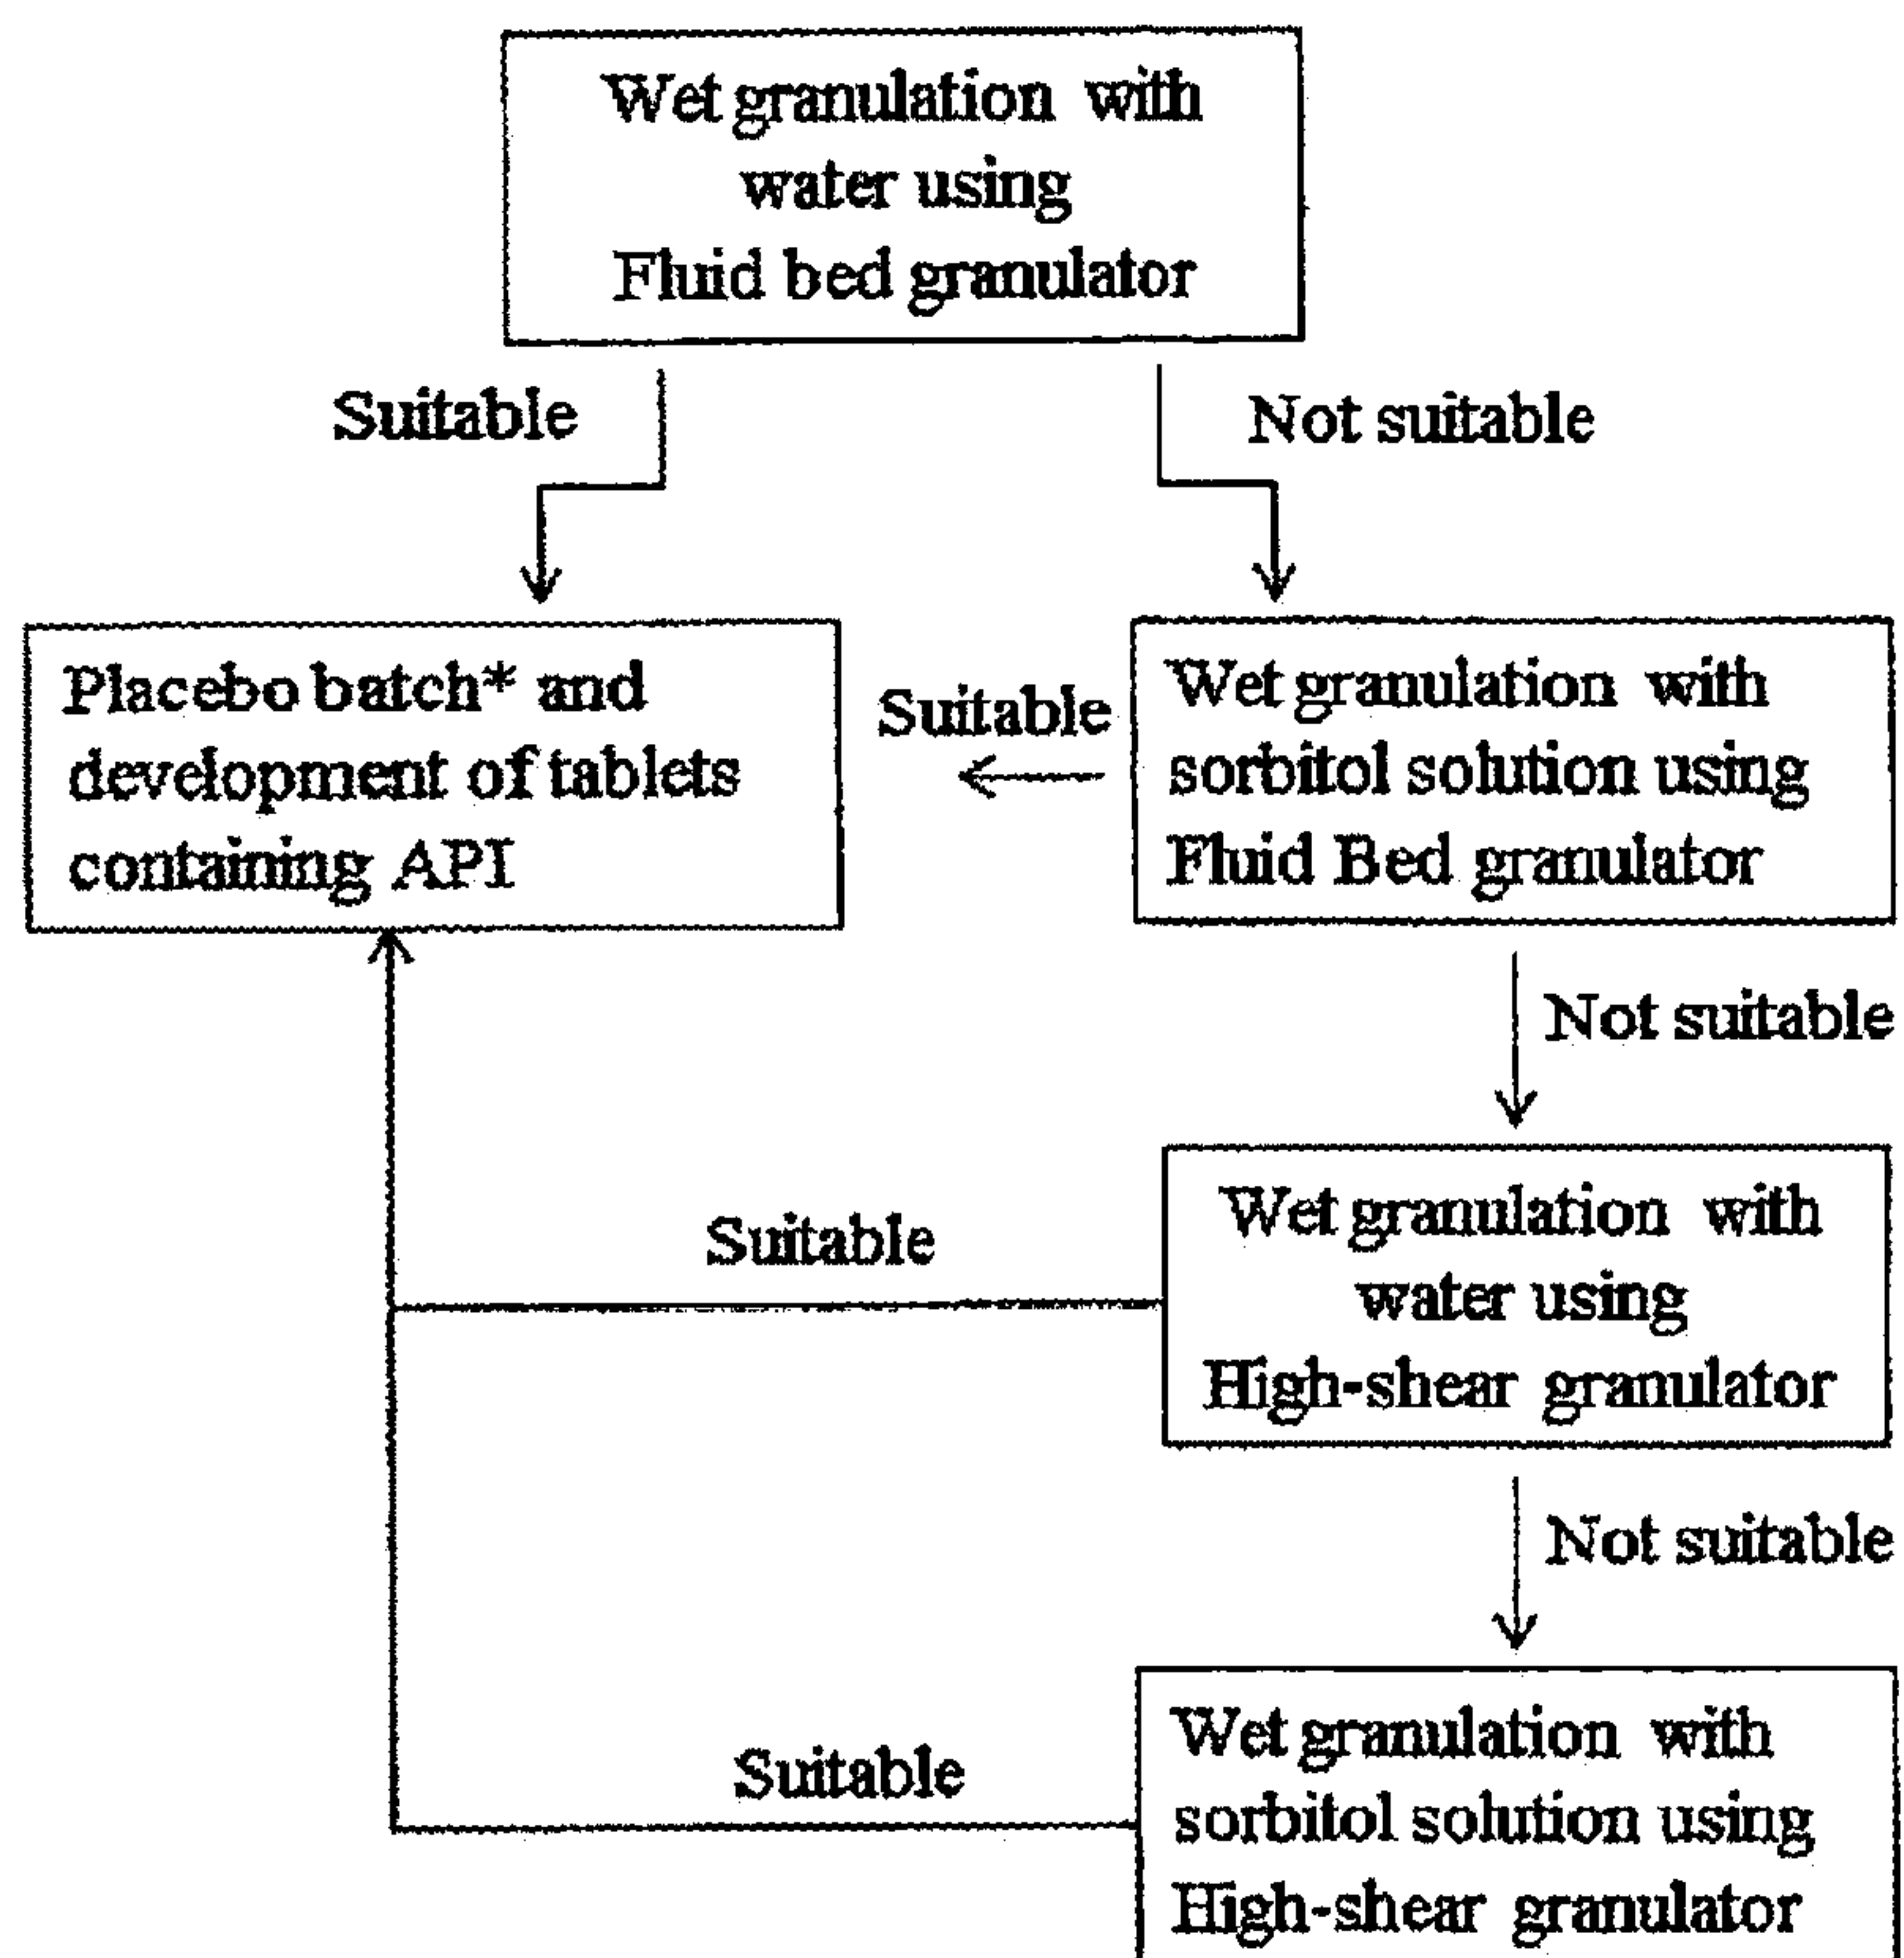 Wet granulation with
water using
Fluid bed granulator
Suitable
Not suitable
Placebo batch* and
development of tablets
containing API
Suitable
Wet granulation with
sorbitol solution using
Fluid Bed granulator
Not suitable
Suitable
Wet granulation with
water using
High-shear granulator
Not suitable
Suitable
Wet granulation with
sorbitol solution using
High-shear granulator